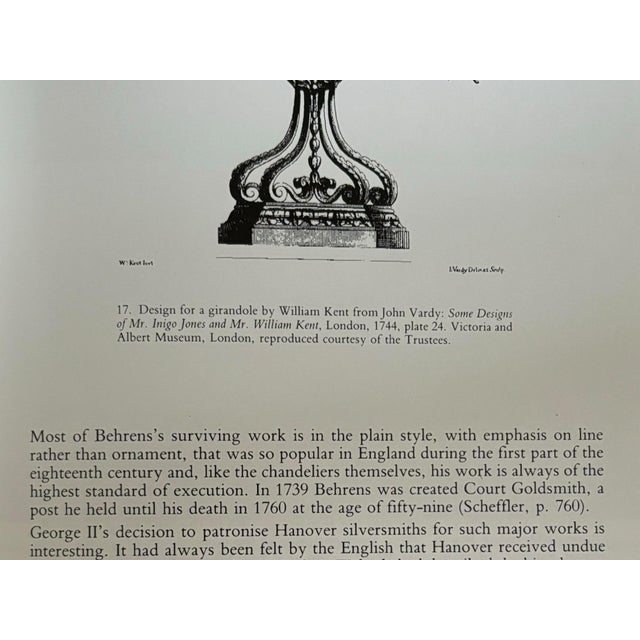 Wm Kent Invt
I. Vardy Delin. et Sculp.
17. Design for a girandole by William Kent from John Vardy: Some Designs
of Mr. Inigo Jones and Mr. William Kent, London, 1744, plate 24. Victoria and
Albert Museum, London, reproduced courtesy of the Trustees.
Most of Behrens's surviving work is in the plain style, with emphasis on line
rather than ornament, that was so popular in England during the first part of the
eighteenth century and, like the chandeliers themselves, his work is always of the
highest standard of execution. In 1739 Behrens was created Court Goldsmith, a
post he held until his death in 1760 at the age of fifty-nine (Scheffler, p. 760).
George II's decision to patronise Hanover silversmiths for such major works is
interesting. It had always been felt by the English that Hanover received undue